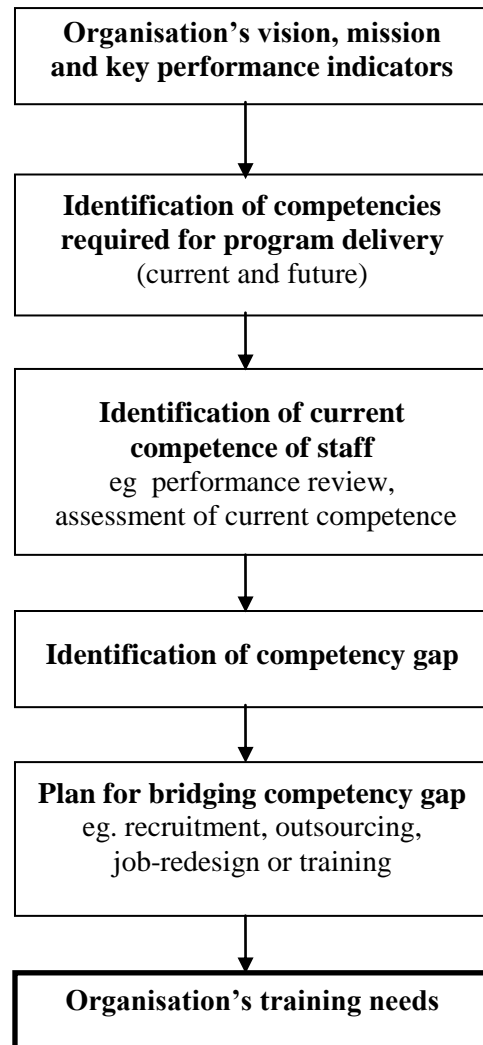 Organisation’s vision, mission
and key performance indicators
Identification of competencies
required for program delivery
(current and future)
Identification of current
competence of staff
eg performance review,
assessment of current competence
Identification of competency gap
Plan for bridging competency gap
eg. recruitment, outsourcing,
job-redesign or training
Organisation’s training needs